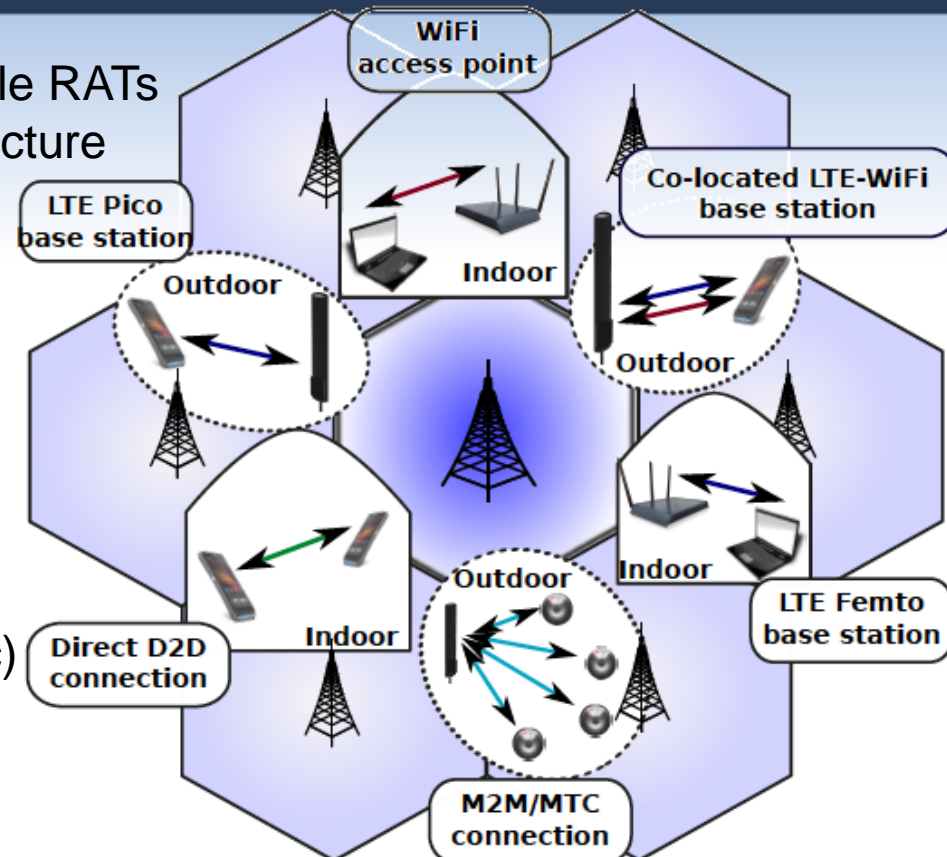 le RATs
cture
c)
WiFi
access point
Co-located LTE-WiFi
base station
LTE Pico
base station
Outdoor
Indoor
Outdoor
Indoor
LTE Femto
base station
Outdoor
Indoor
Direct D2D
connection
M2M/MTC
connection